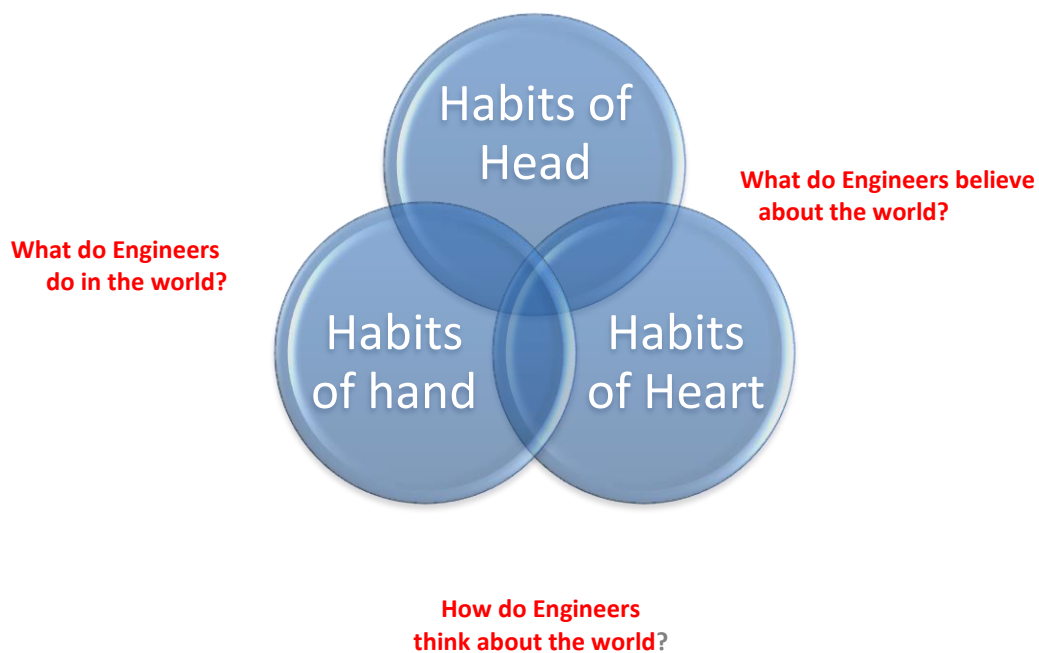 Habits of
Head
What do Engineers believe
about the world?
What do Engineers
do in the world?
Habits
of hand
Habits
of Heart
How do Engineers
think about the world?